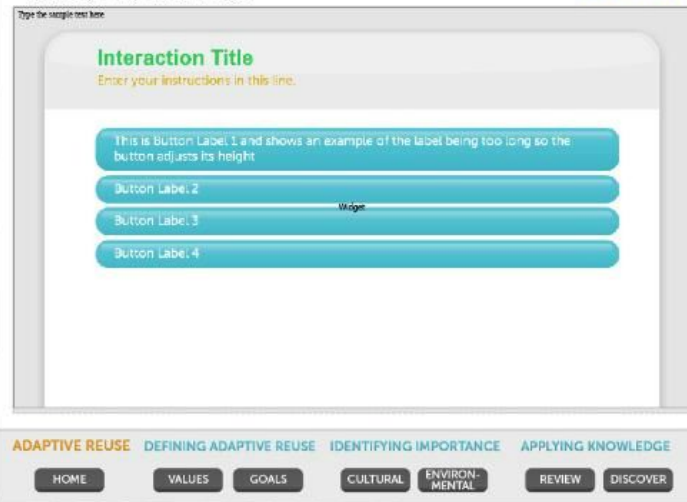 Type the sample text here
Interaction Title
Enter your instructions in this line.
This is Button Label 1 and shows an example of the label being too long so the
button adjusts its height
Button Label 2
Widget
Button Label 3
Button Label 4
ADAPTIVE REUSE DEFINING ADAPTIVE REUSE IDENTIFYING IMPORTANCE APPLYING KNOWLEDGE
HOME VALUES GOALS CULTURAL ENVIRON-
MENTAL REVIEW DISCOVER